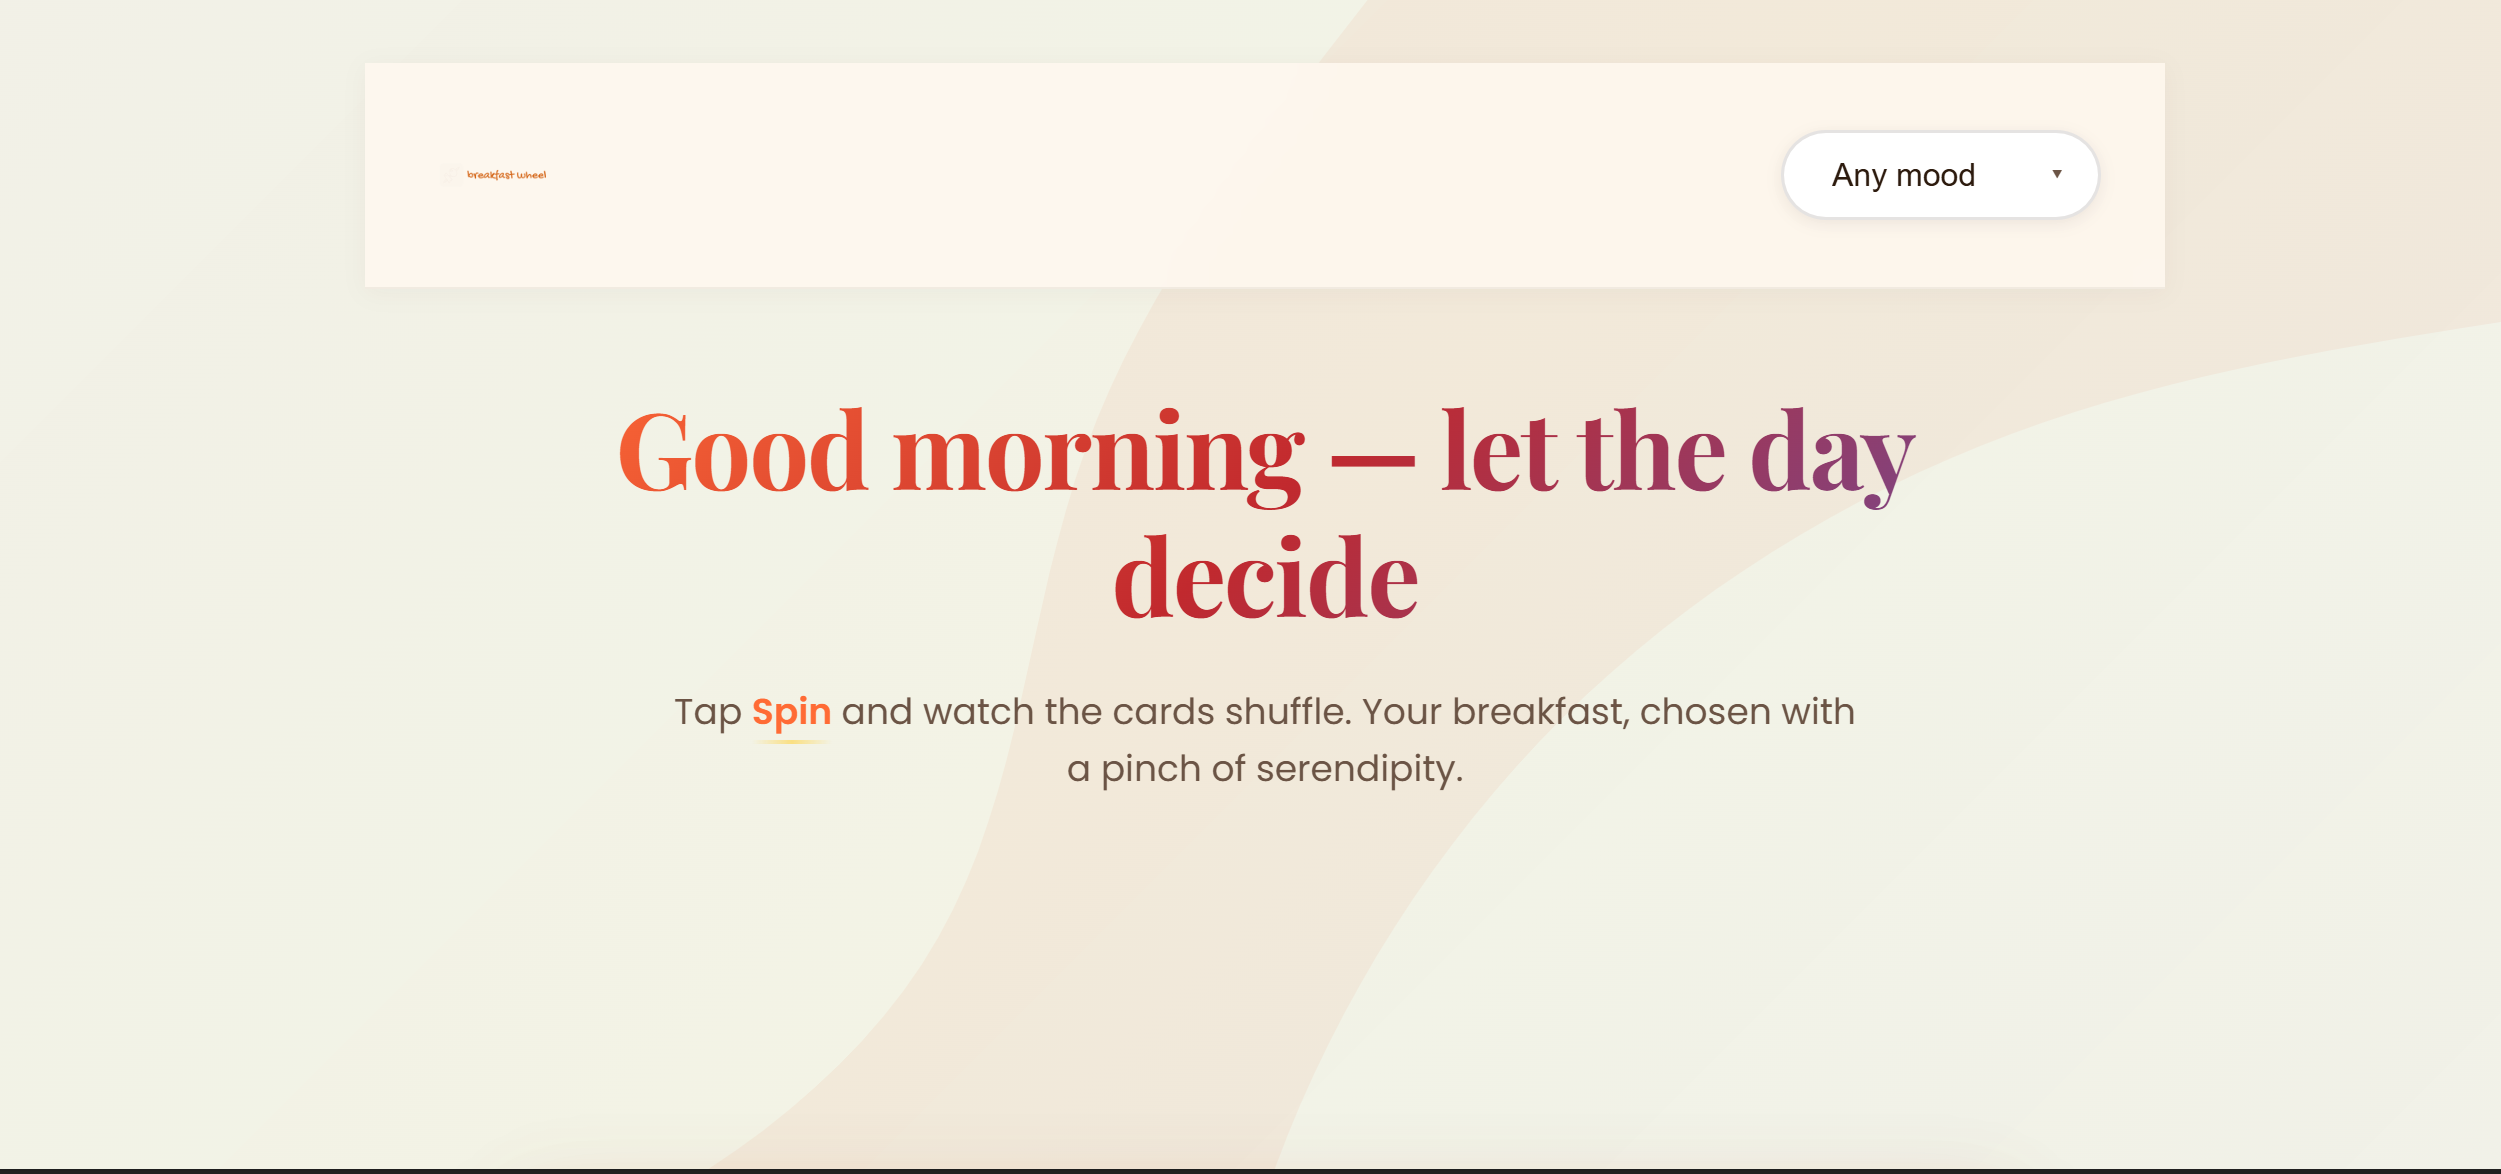 breakfast wheel
Any mood
Good morning — let the day
decide
Tap Spin and watch the cards shuffle. Your breakfast, chosen with
a pinch of serendipity.